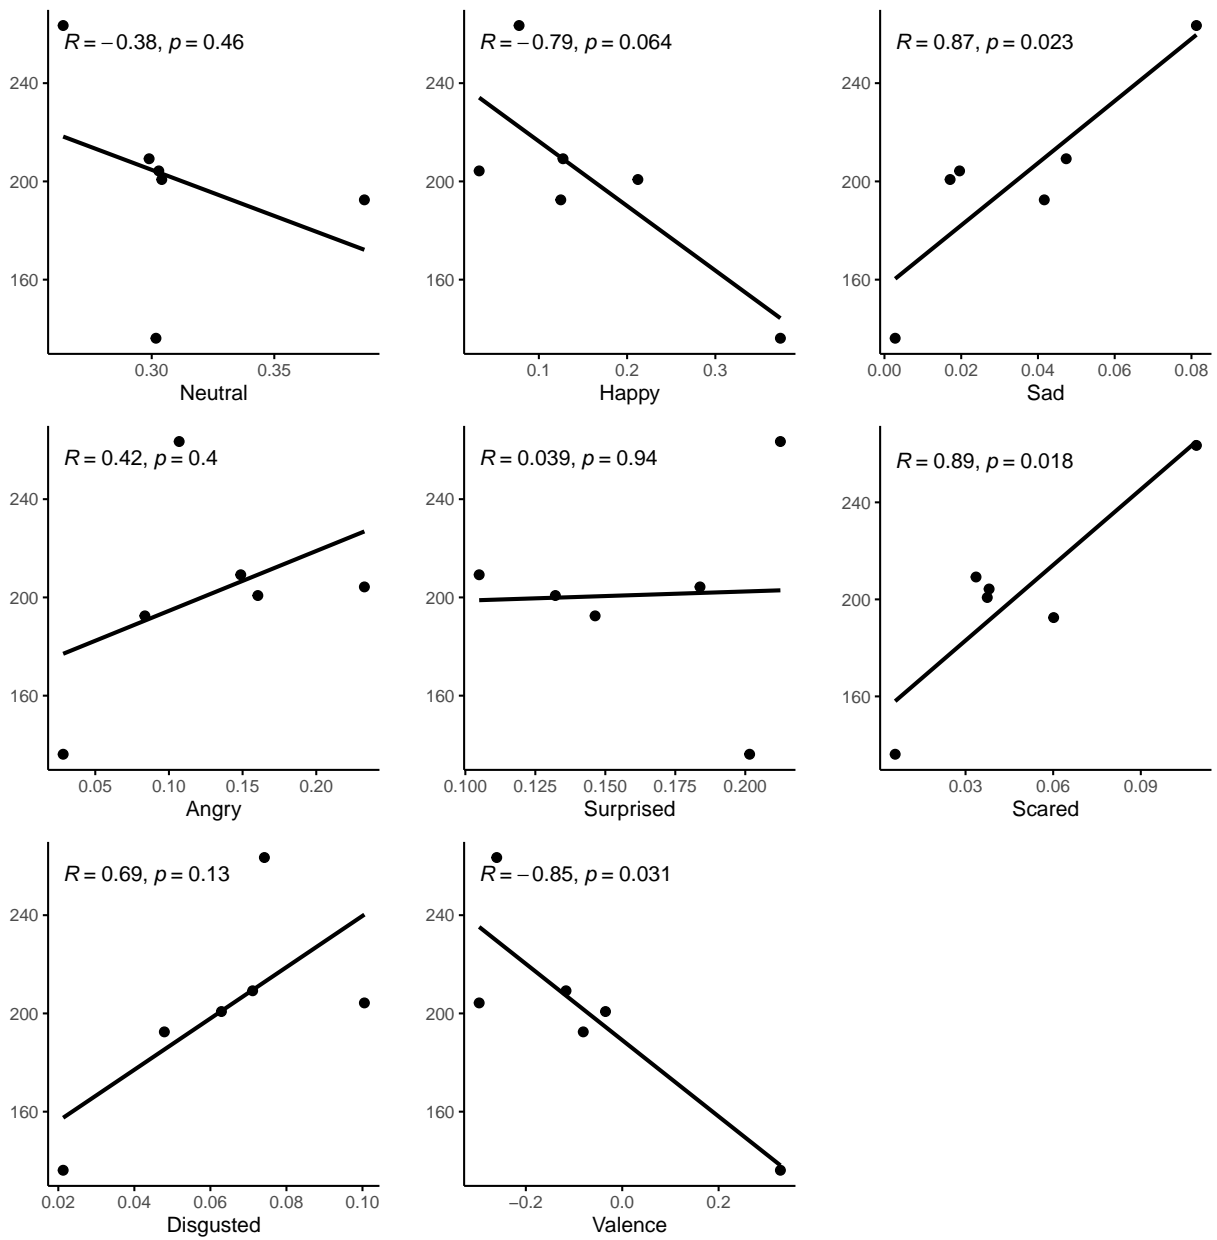 R = −0.38, p = 0.46
240
200
160
0.30 0.35
Neutral
R = −0.79, p = 0.064
240
200
160
0.1 0.2 0.3
Happy
R = 0.87, p = 0.023
240
200
160
0.00 0.02 0.04 0.06 0.08
Sad
R = 0.42, p = 0.4
240
200
160
0.05 0.10 0.15 0.20
Angry
R = 0.039, p = 0.94
240
200
160
0.100 0.125 0.150 0.175 0.200
Surprised
R = 0.89, p = 0.018
240
200
160
0.03 0.06 0.09
Scared
R = 0.69, p = 0.13
240
200
160
0.02 0.04 0.06 0.08 0.10
Disgusted
R = −0.85, p = 0.031
240
200
160
−0.2 0.0 0.2
Valence